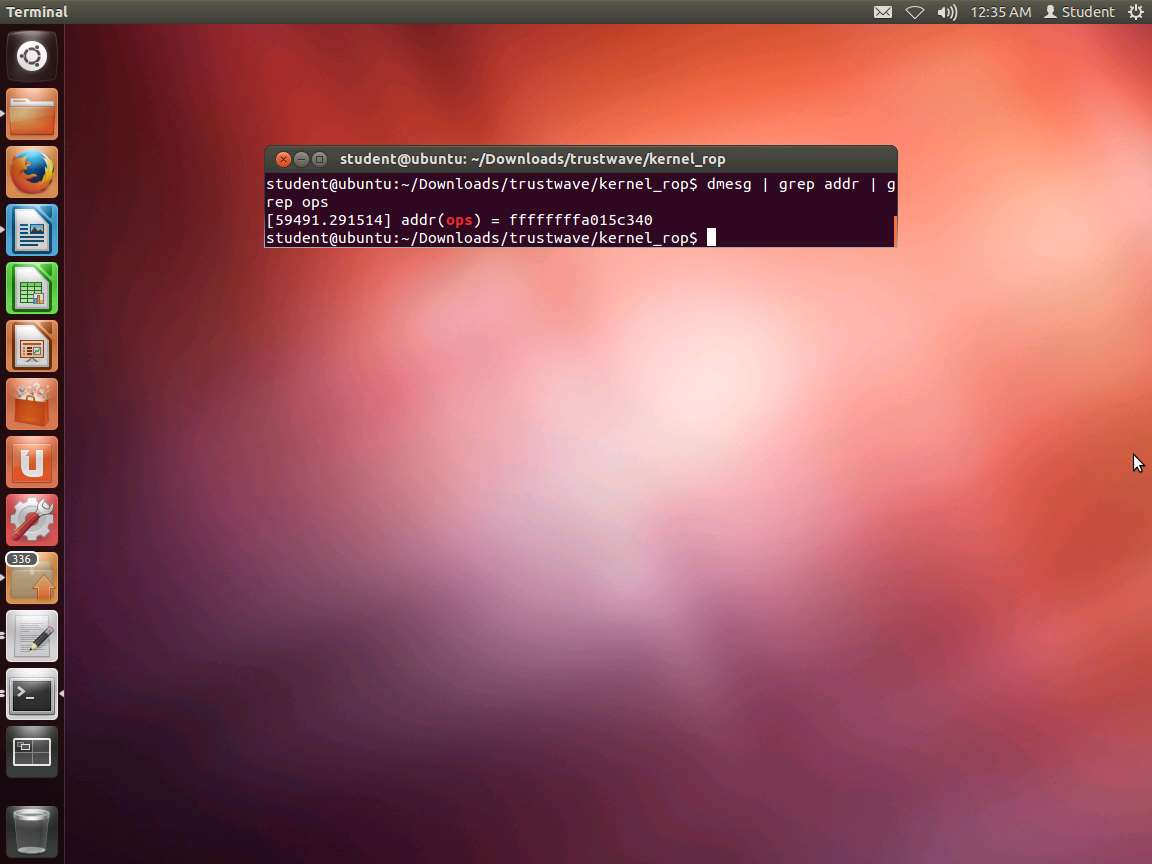 Terminal
12:35 AM
Student
student@ubuntu: ~/Downloads/trustwave/kernel_rop
student@ubuntu:~/Downloads/trustwave/kernel_rop$ dmesg | grep addr | g
rep ops
[59491.291514] addr(ops) = ffffffffa015c340
student@ubuntu:~/Downloads/trustwave/kernel_rop$
336